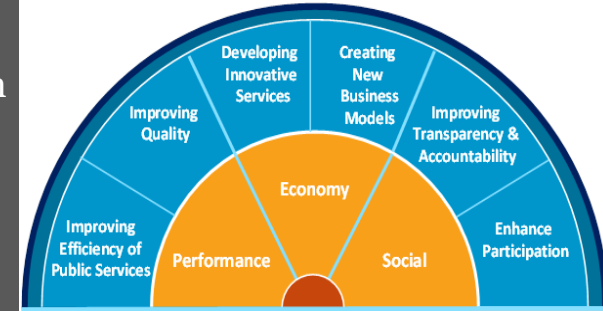 n
Improving
Efficiency of
Public Services
Improving
Quality
Developing
Innovative
Services
Creating
New
Business
Models
Improving
Transparency &
Accountability
Enhance
Participation
Performance
Economy
Social